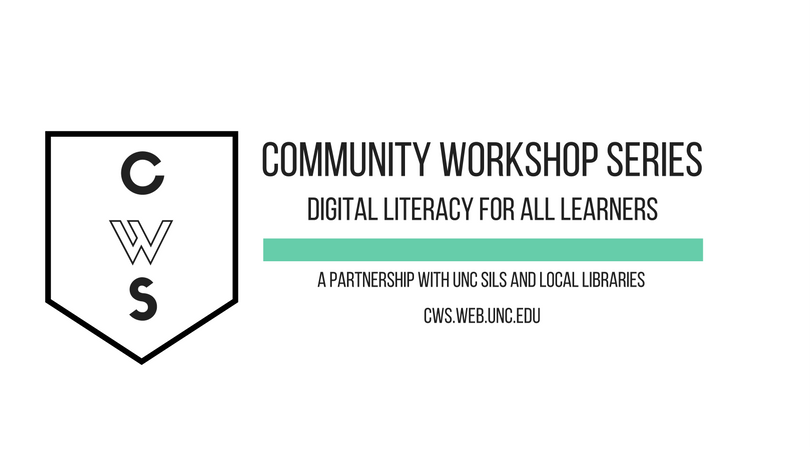 C
W
S
COMMUNITY WORKSHOP SERIES
DIGITAL LITERACY FOR ALL LEARNERS
A PARTNERSHIP WITH UNC SILS AND LOCAL LIBRARIES
CWS.WEB.UNC.EDU